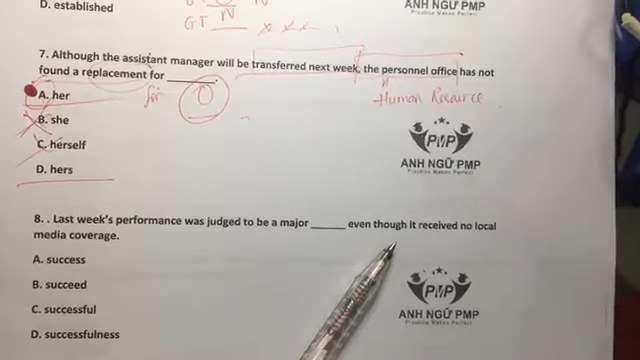 D. established
GT N
ANH NGỮ PMP
Practice Makes Perfect
7. Although the assistant manager will be transferred next week, the personnel office has not
found a replacement for ______.
A. her
for O
Human Resource
B. she
C. herself
D. hers
PMP
ANH NGỮ PMP
Practice Makes Perfect
8. . Last week's performance was judged to be a major ______ even though it received no local
media coverage.
A. success
B. succeed
C. successful
D. successfulness
PMP
ANH NGỮ PMP
Practice Makes Perfect